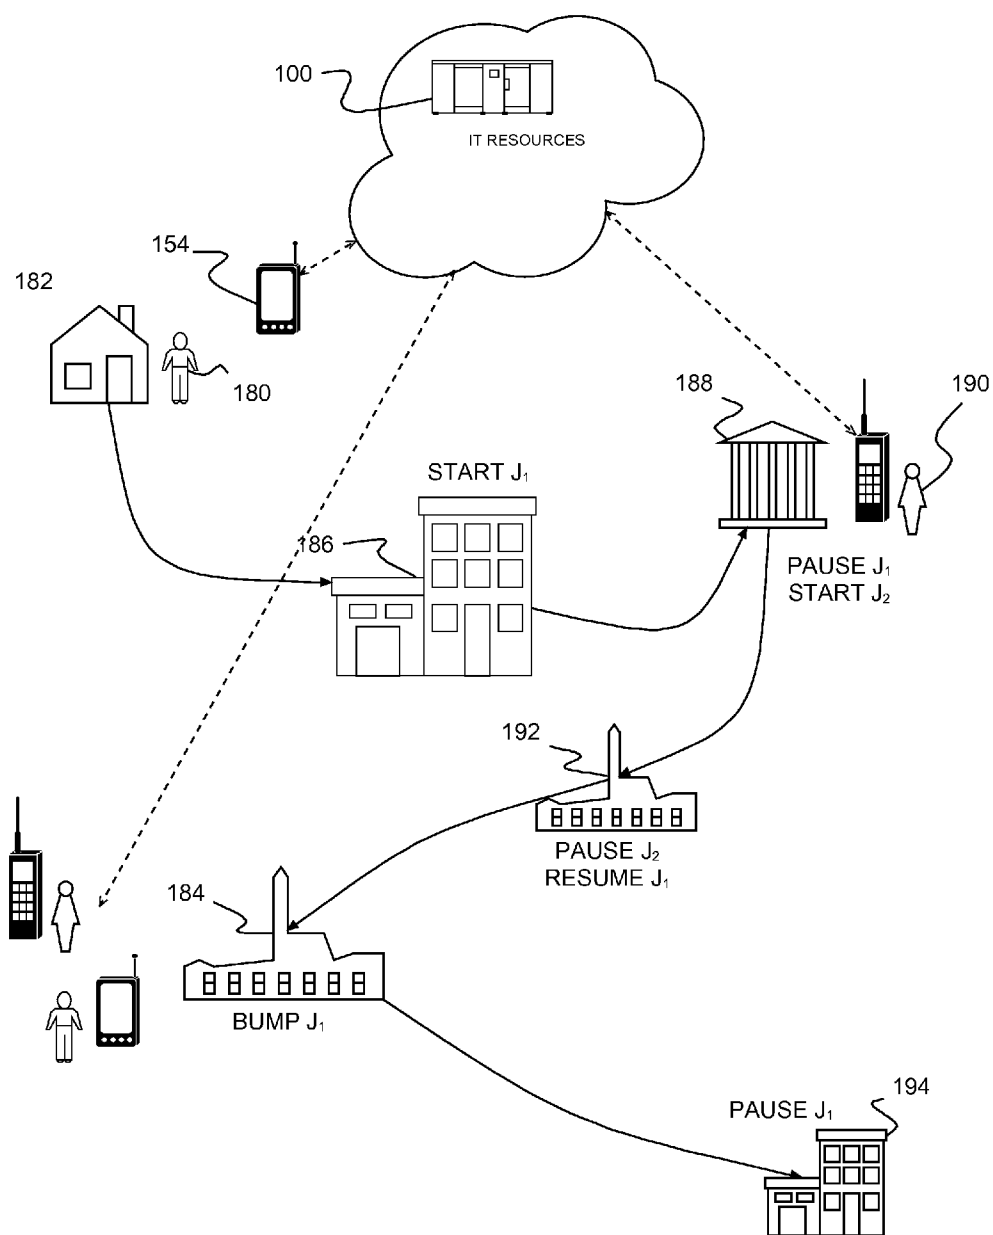 100
IT RESOURCES
154
182
180
188
190
START J₁
186
PAUSE J₁
START J₂
192
PAUSE J₂
RESUME J₁
184
BUMP J₁
194
PAUSE J₁